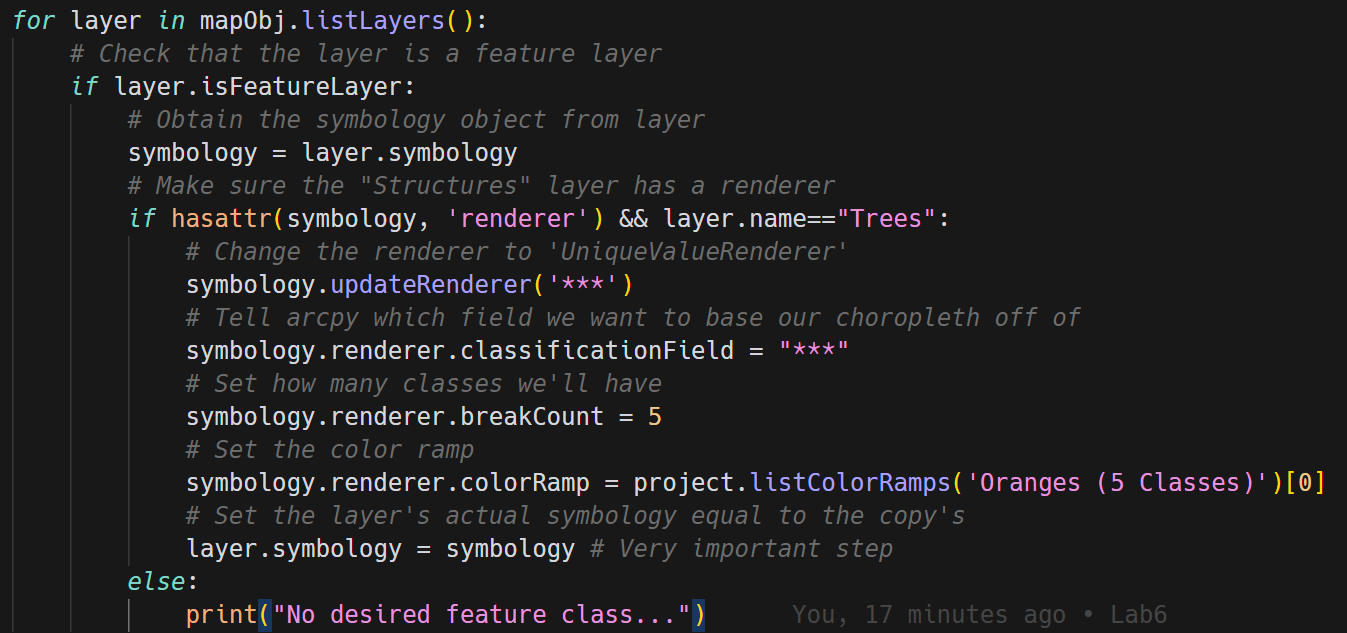 for layer in mapObj.listLayers():
# Check that the layer is a feature layer
if layer.isFeatureLayer:
# Obtain the symbology object from layer
symbology = layer.symbology
# Make sure the "Structures" layer has a renderer
if hasattr(symbology, 'renderer') && layer.name=="Trees":
# Change the renderer to 'UniqueValueRenderer'
symbology.updateRenderer('***')
# Tell arcpy which field we want to base our choropleth off of
symbology.renderer.classificationField = "***"
# Set how many classes we'll have
symbology.renderer.breakCount = 5
# Set the color ramp
symbology.renderer.colorRamp = project.listColorRamps('Oranges (5 Classes)')[0]
# Set the layer's actual symbology equal to the copy's
layer.symbology = symbology # Very important step
else:
print("No desired feature class...") You, 17 minutes ago • Lab6